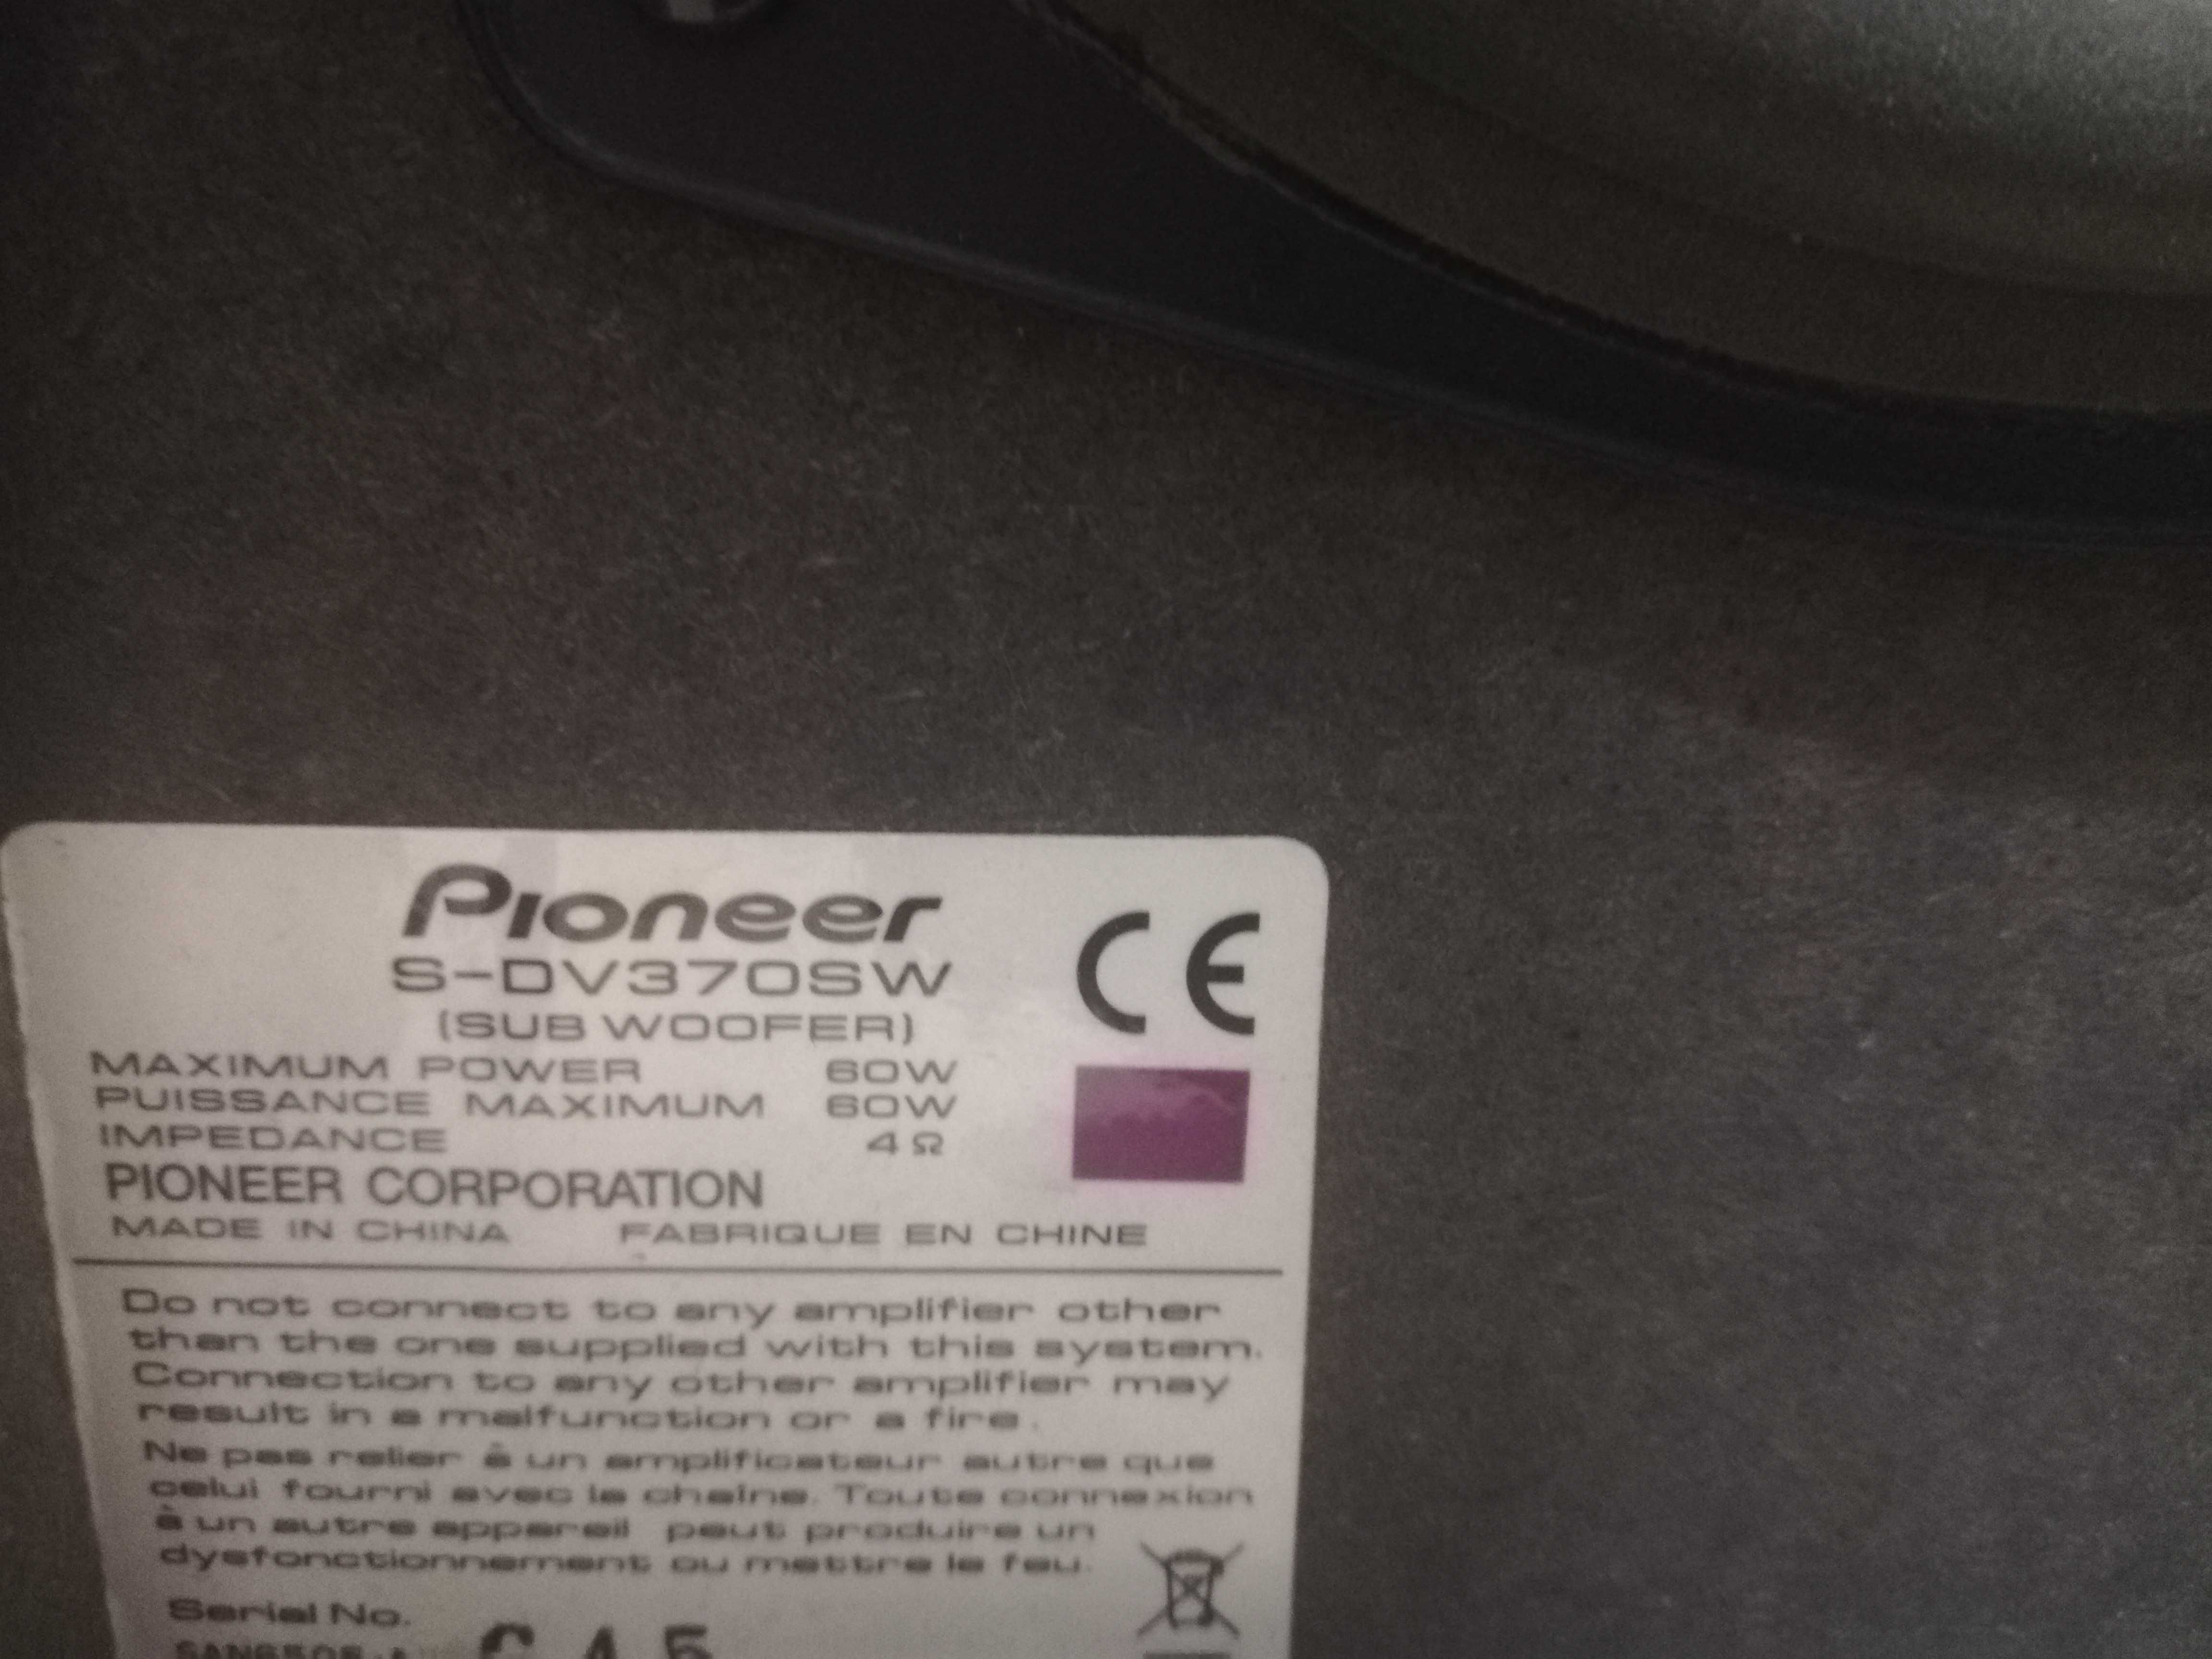 Pioneer
S-DV370SW
(SUB WOOFER)
CE
MAXIMUM POWER 60W
PUISSANCE MAXIMUM 60W
IMPEDANCE 4 Ω
PIONEER CORPORATION
MADE IN CHINA FABRIQUE EN CHINE
Do not connect to any amplifier other
than the one supplied with this system.
Connection to any other amplifier may
result in a malfunction or a fire.
Ne pas relier à un amplificateur autre que
celui fourni avec la chaîne. Toute connexion
à un autre appareil peut produire un
dysfonctionnement ou mettre le feu.
Serial No.